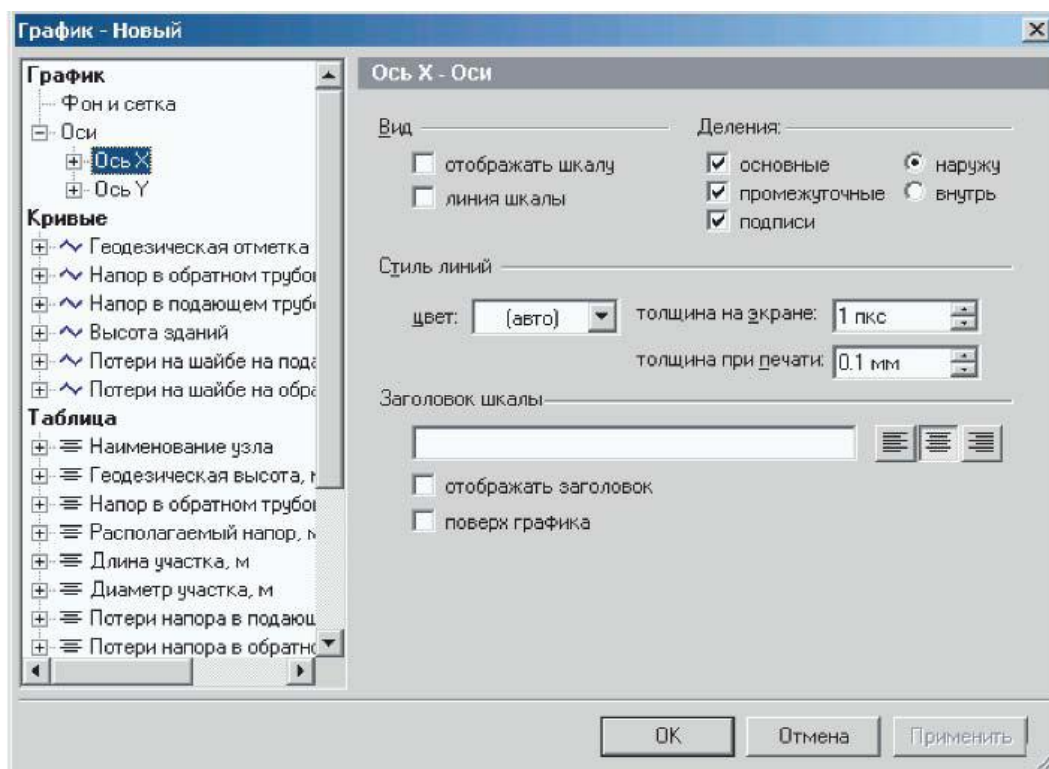 График - Новый
График
Фон и сетка
Оси
Ось X
Ось Y
Кривые
Геодезическая отметка
Напор в обратном трубо
Напор в подающем труб
Высота зданий
Потери на шайбе на пода
Потери на шайбе на обра
Таблица
Наименование узла
Геодезическая высота,
Напор в обратном трубо
Располагаемый напор, м
Длина участка, м
Диаметр участка, м
Потери напора в подающ
Потери напора в обратно
Ось X - Оси
Вид
отображать шкалу
линия шкалы
Деления:
основные
наружу
промежуточные
внутрь
подписи
Стиль линий
цвет:
(авто)
толщина на экране:
1 пкс
толщина при печати:
0.1 мм
Заголовок шкалы
отображать заголовок
поверх графика
OK
Отмена
Применить